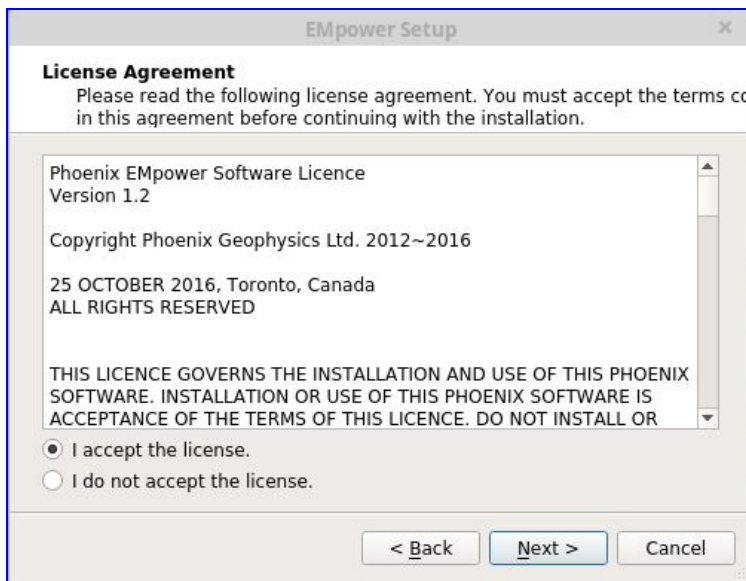 EMpower Setup
License Agreement
Please read the following license agreement. You must accept the terms co
in this agreement before continuing with the installation.
Phoenix EMpower Software Licence
Version 1.2
Copyright Phoenix Geophysics Ltd. 2012~2016
25 OCTOBER 2016, Toronto, Canada
ALL RIGHTS RESERVED
THIS LICENCE GOVERNS THE INSTALLATION AND USE OF THIS PHOENIX
SOFTWARE. INSTALLATION OR USE OF THIS PHOENIX SOFTWARE IS
ACCEPTANCE OF THE TERMS OF THIS LICENCE. DO NOT INSTALL OR
I accept the license.
I do not accept the license.
< Back Next > Cancel